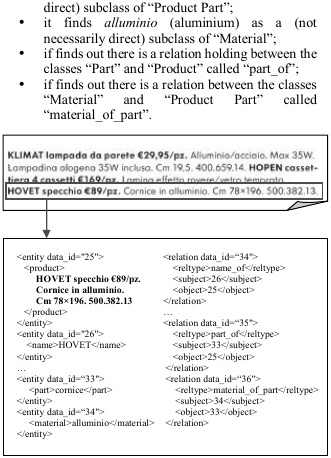 direct) subclass of “Product Part”;
• it finds alluminio (aluminium) as a (not
necessarily direct) subclass of “Material”;
• if finds out there is a relation holding between the
classes “Part” and “Product” called “part_of”;
• if finds out there is a relation between the classes
“Material” and “Product Part” called
“material_of_part”.
KLIMAT lampada da parete €29,95/pz. Alluminio/acciaio. Max 35W.
Lampadina alogena 35W inclusa. Cm 19,5. 400.659.14. HOPEN casset-
tiera 4 cassetti €169/pz. Lamina effetto rovere/vetro temprato.
HOVET specchio €89/pz. Cornice in alluminio. Cm 78×196. 500.382.13.
<entity data_id="25">
<product>
HOVET specchio €89/pz.
Cornice in alluminio.
Cm 78×196. 500.382.13
</product>
</entity>
<entity data_id="26">
<name>HOVET</name>
</entity>
…
<entity data_id="33">
<part>cornice</part>
</entity>
<entity data_id="34">
<material>alluminio</material>
</entity>
<relation data_id=“34">
<reltype>name_of</reltype>
<subject>26</subject>
<object>25</object>
</relation>
…
<relation data_id=“35">
<reltype>part_of</reltype>
<subject>33</subject>
<object>25</object>
</relation>
<relation data_id=“36">
<reltype>material_of_part</reltype>
<subject>34</subject>
<object>33</object>
</relation>